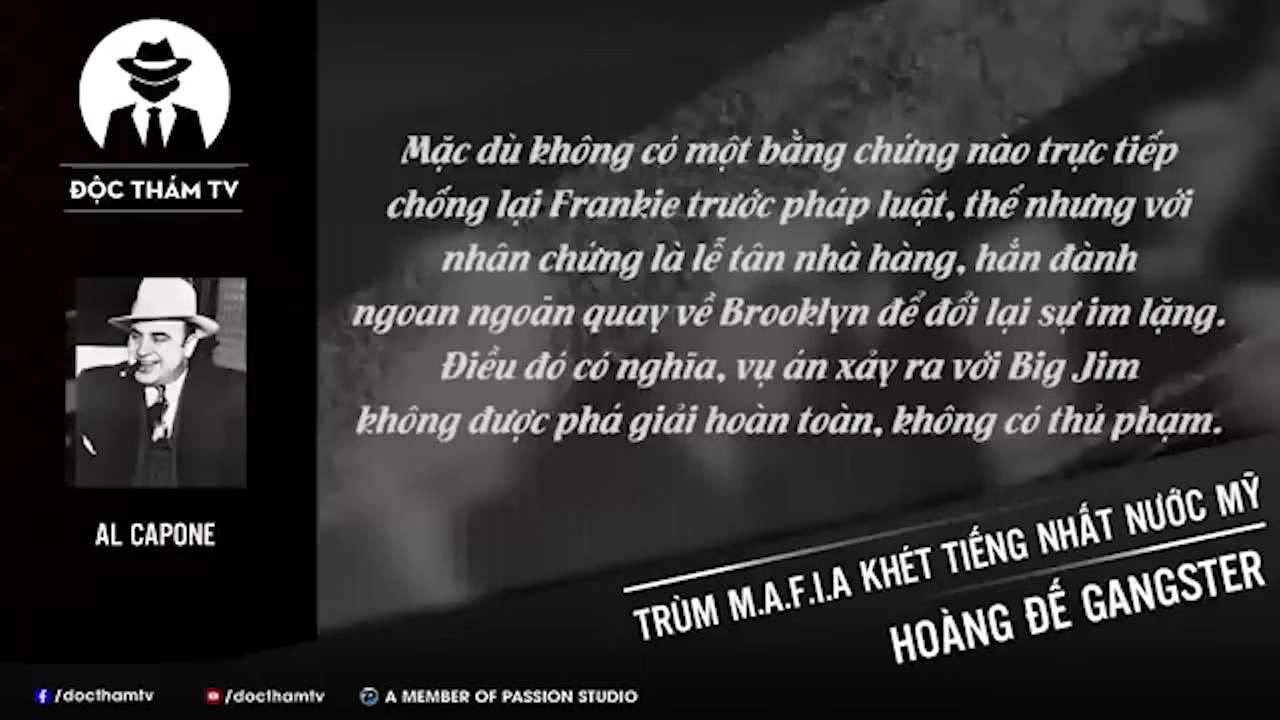 ĐỘC THÁM TV
AL CAPONE
Mặc dù không có một bằng chứng nào trực tiếp
chống lại Frankie trước pháp luật, thế nhưng với
nhân chứng là lễ tân nhà hàng, hắn đành
ngoan ngoãn quay về Brooklyn để đổi lại sự im lặng.
Điều đó có nghĩa, vụ án xảy ra với Big Jim
không được phá giải hoàn toàn, không có thủ phạm.
TRÙM M.A.F.I.A KHÉT TIẾNG NHẤT NƯỚC MỸ
HOÀNG ĐẾ GANGSTER
/docthamtv
/docthamtv
A MEMBER OF PASSION STUDIO